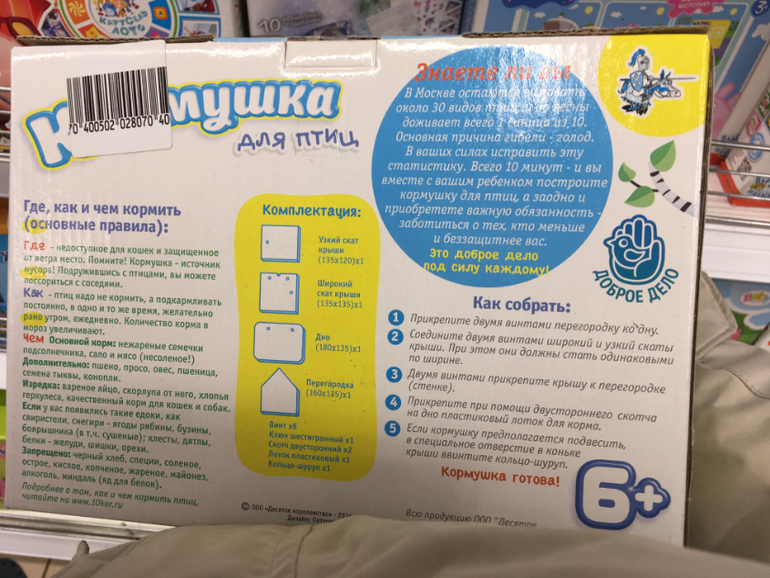 КАРУСЕЛЬ
ЛОТО
70 400502 028070 40
Кормушка
для птиц
Знаете ли вы
В Москве остаются зимовать
около 30 видов птиц и до весны
доживает всего 1 синица из 10.
Основная причина гибели - голод.
В ваших силах исправить эту
статистику. Всего 10 минут - и вы
вместе с вашим ребенком построите
кормушку для птиц, а заодно и
приобретете важную обязанность -
заботиться о тех, кто меньше
и беззащитнее вас.
Это доброе дело
под силу каждому!
ДОБРОЕ ДЕЛО
Где, как и чем кормить
(основные правила):
Где - недоступное для кошек и защищенное
от ветра место. Помните! Кормушка - источник
мусора! Подружившись с птицами, вы можете
поссориться с соседями.
Как - птиц надо не кормить, а подкармливать
постоянно, в одно и то же время, желательно
рано утром, ежедневно. Количество корма в
мороз увеличивают.
Чем Основной корм: нежареные семечки
подсолнечника, сало и мясо (несоленое!)
Дополнительно: пшено, просо, овес, пшеница,
семена тыквы, конопли.
Изредка: вареное яйцо, скорлупа от него, хлопья
геркулеса, качественный корм для кошек и собак.
Если у вас появились такие едоки, как
свиристели, снегири - ягоды рябины, бузины,
боярышника (в т.ч. сушеные); клесты, дятлы,
белки - желуди, шишки, орехи.
Запрещено: черный хлеб, специи, соленое,
острое, кислое, копченое, жареное, майонез,
алкоголь, миндаль (яд для белок).
Подробнее о том, как и чем кормить птиц,
читайте на www.10kor.ru.
Комплектация:
Узкий скат
крыши
(135x120)x1
Широкий
скат крыши
(135x135)x1
Дно
(180x135)x1
Перегородка
(160x135)x1
Винт x6
Ключ шестигранный x1
Скотч двусторонний x2
Лоток пластиковый x1
Кольцо-шуруп x1
Как собрать:
1 Прикрепите двумя винтами перегородку ко дну.
2 Соедините двумя винтами широкий и узкий скаты
крыши. При этом они должны стать одинаковыми
по ширине.
3 Двумя винтами прикрепите крышу к перегородке
(стенке).
4 Прикрепите при помощи двустороннего скотча
на дно пластиковый лоток для корма.
5 Если кормушку предполагается подвесить,
в специальное отверстие в коньке
крыши ввинтите кольцо-шуруп.
Кормушка готова!
6+
© ООО «Десятое королевство»
Всю продукцию ООО "Десятое